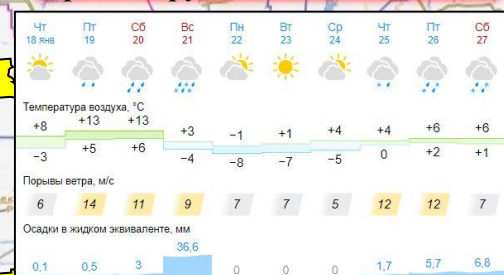 Чт Пт Сб Вс Пн Вт Ср Чт Пт Сб
18 янв 19 20 21 22 23 24 25 26 27
Температура воздуха, °C
+8 +13 +13 +3 −1 +1 +4 +4 +6 +6
−3 +5 +6 −4 −8 −7 −5 0 +2 +1
Порывы ветра, м/с
6 14 11 9 7 7 5 12 12 7
Осадки в жидком эквиваленте, мм
0,1 0,5 3 36,6 0 0 0 1,7 5,7 6,8